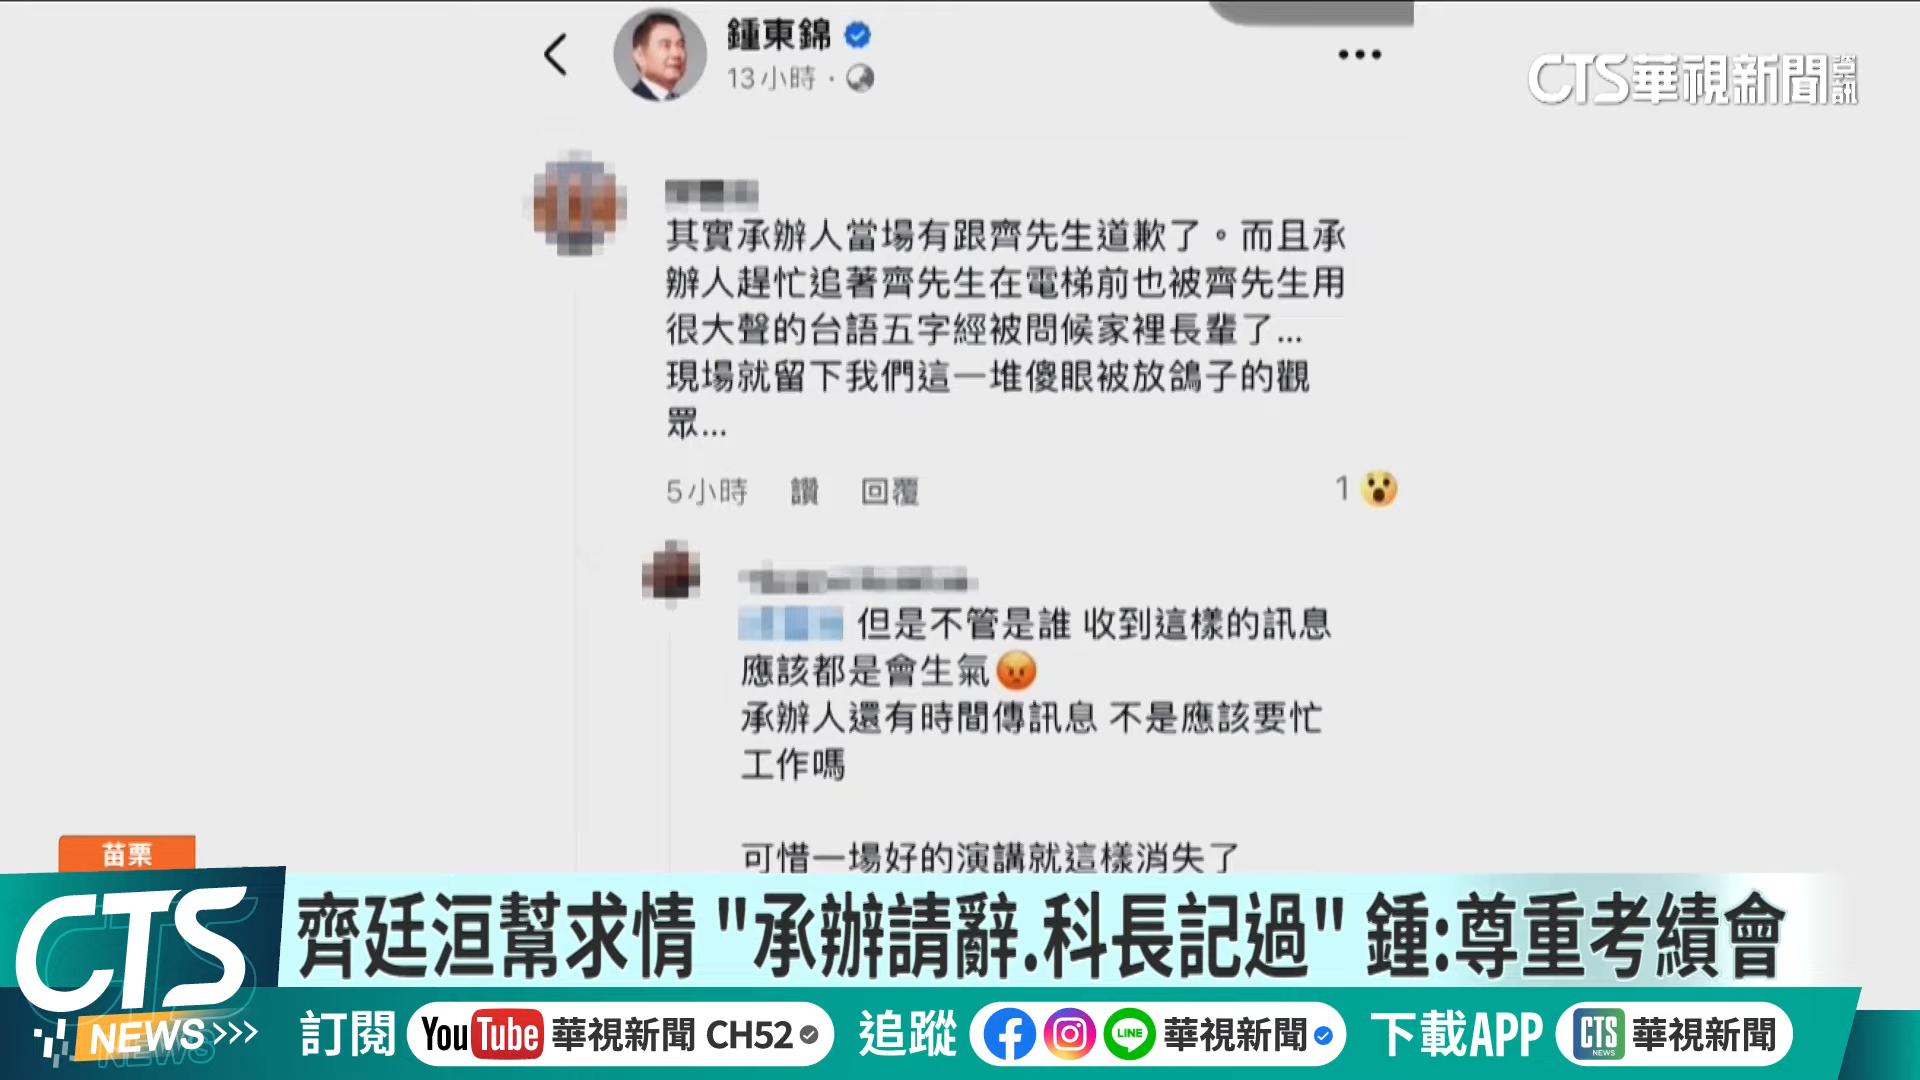 鍾東錦
13小時
CTS華視新聞資訊
其實承辦人當場有跟齊先生道歉了。而且承
辦人趕忙追著齊先生在電梯前也被齊先生用
很大聲的台語五字經被問候家裡長輩了...
現場就留下我們這一堆傻眼被放鴿子的觀
眾...
5小時 讚 回覆 1
但是不管是誰 收到這樣的訊息
應該都是會生氣
承辦人還有時間傳訊息 不是應該要忙
工作嗎
可惜一場好的演講就這樣消失了
苗栗
齊廷洹幫求情 "承辦請辭.科長記過" 鍾:尊重考績會
CTS NEWS
訂閱 YouTube 華視新聞 CH52 追蹤 LINE 華視新聞 下載APP CTS NEWS 華視新聞